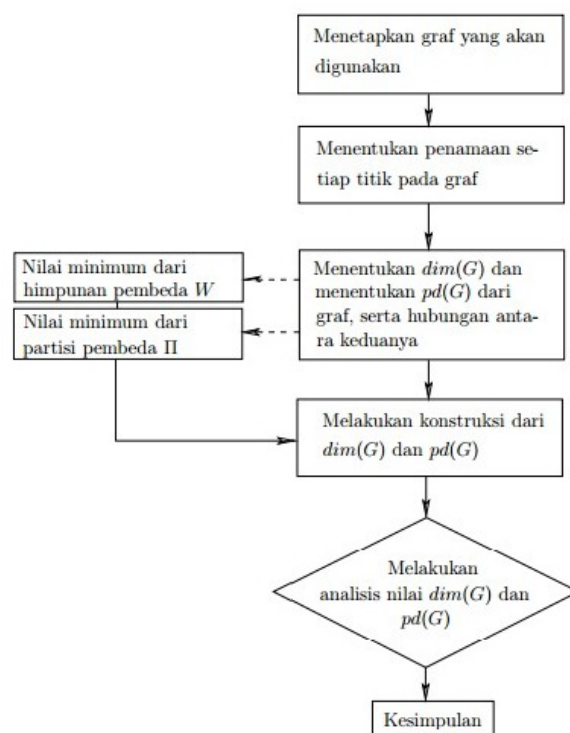 Menetapkan graf yang akan
digunakan
Menentukan penamaan se-
tiap titik pada graf
Nilai minimum dari
himpunan pembeda W
Nilai minimum dari
partisi pembeda Π
Menentukan dim(G) dan
menentukan pd(G) dari
graf, serta hubungan anta-
ra keduanya
Melakukan konstruksi dari
dim(G) dan pd(G)
Melakukan
analisis nilai dim(G) dan
pd(G)
Kesimpulan